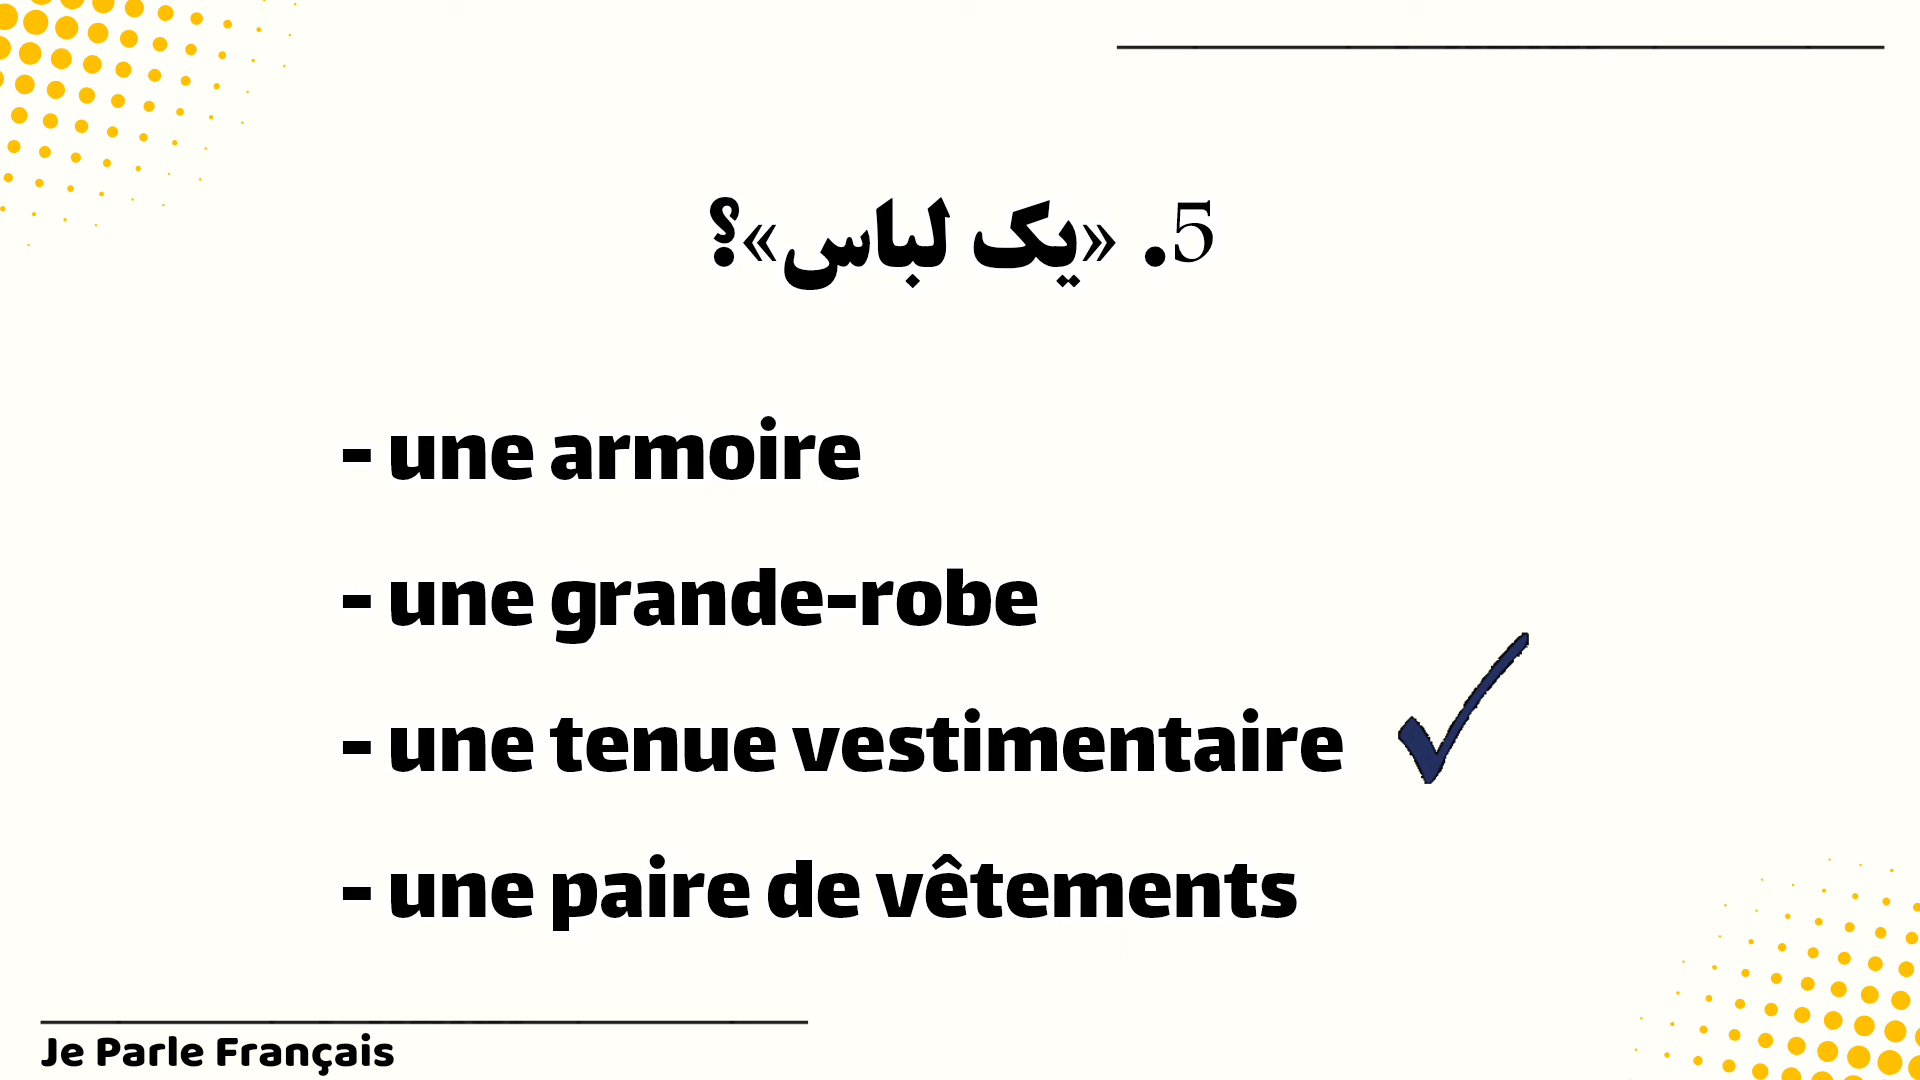 5. «یک لباس»؟
- une armoire
- une grande-robe
- une tenue vestimentaire
- une paire de vêtements
Je Parle Français